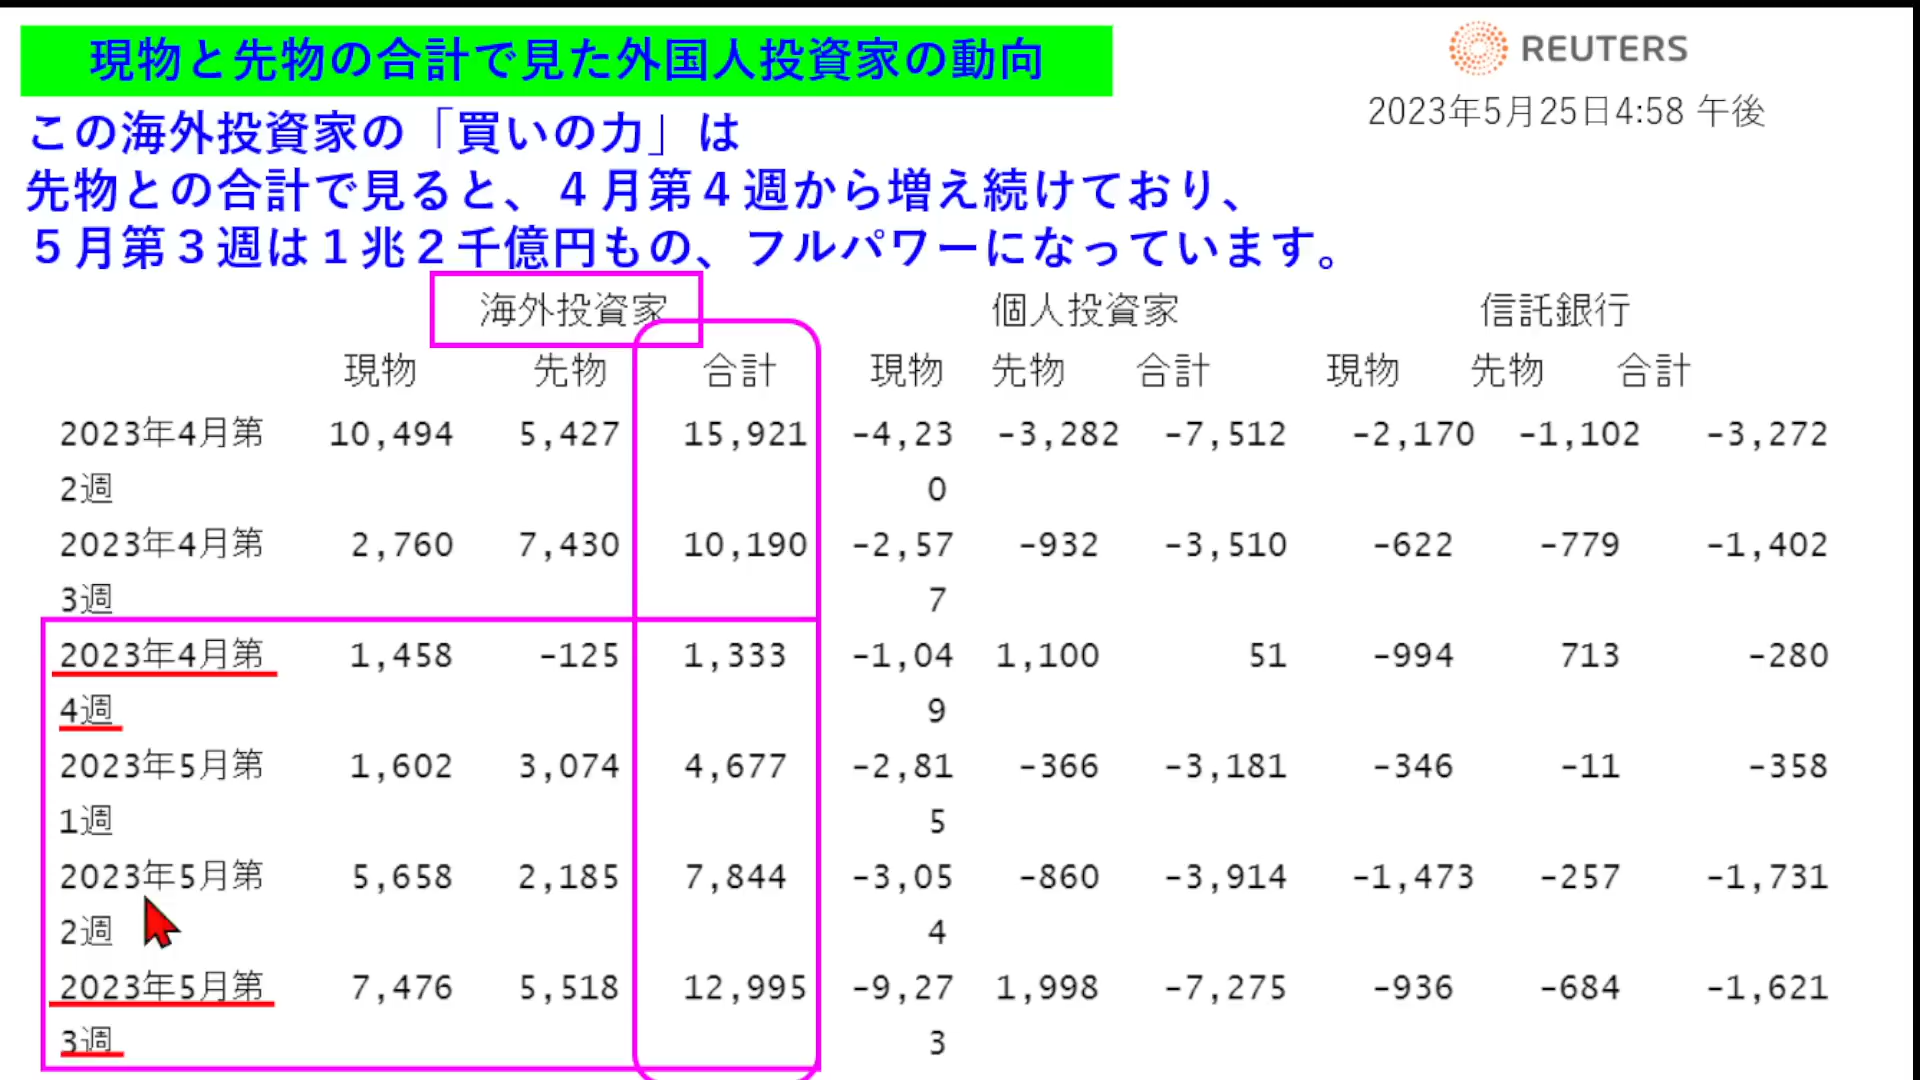 現物と先物の合計で見た外国人投資家の動向
REUTERS
2023年5月25日4:58 午後
この海外投資家の「買いの力」は
先物との合計で見ると、４月第４週から増え続けており、
５月第３週は１兆２千億円もの、フルパワーになっています。
海外投資家 個人投資家 信託銀行
現物 先物 合計 現物 先物 合計 現物 先物 合計
2023年4月第 10,494 5,427 15,921 -4,23 -3,282 -7,512 -2,170 -1,102 -3,272
2週 0
2023年4月第 2,760 7,430 10,190 -2,57 -932 -3,510 -622 -779 -1,402
3週 7
2023年4月第 1,458 -125 1,333 -1,04 1,100 51 -994 713 -280
4週 9
2023年5月第 1,602 3,074 4,677 -2,81 -366 -3,181 -346 -11 -358
1週 5
2023年5月第 5,658 2,185 7,844 -3,05 -860 -3,914 -1,473 -257 -1,731
2週 4
2023年5月第 7,476 5,518 12,995 -9,27 1,998 -7,275 -936 -684 -1,621
3週 3